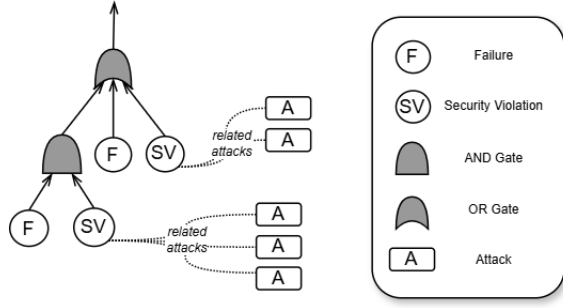 A
related
attacks
A
F
SV
F
SV
related
attacks
A
A
A
F
Failure
SV
Security Violation
AND Gate
OR Gate
A
Attack